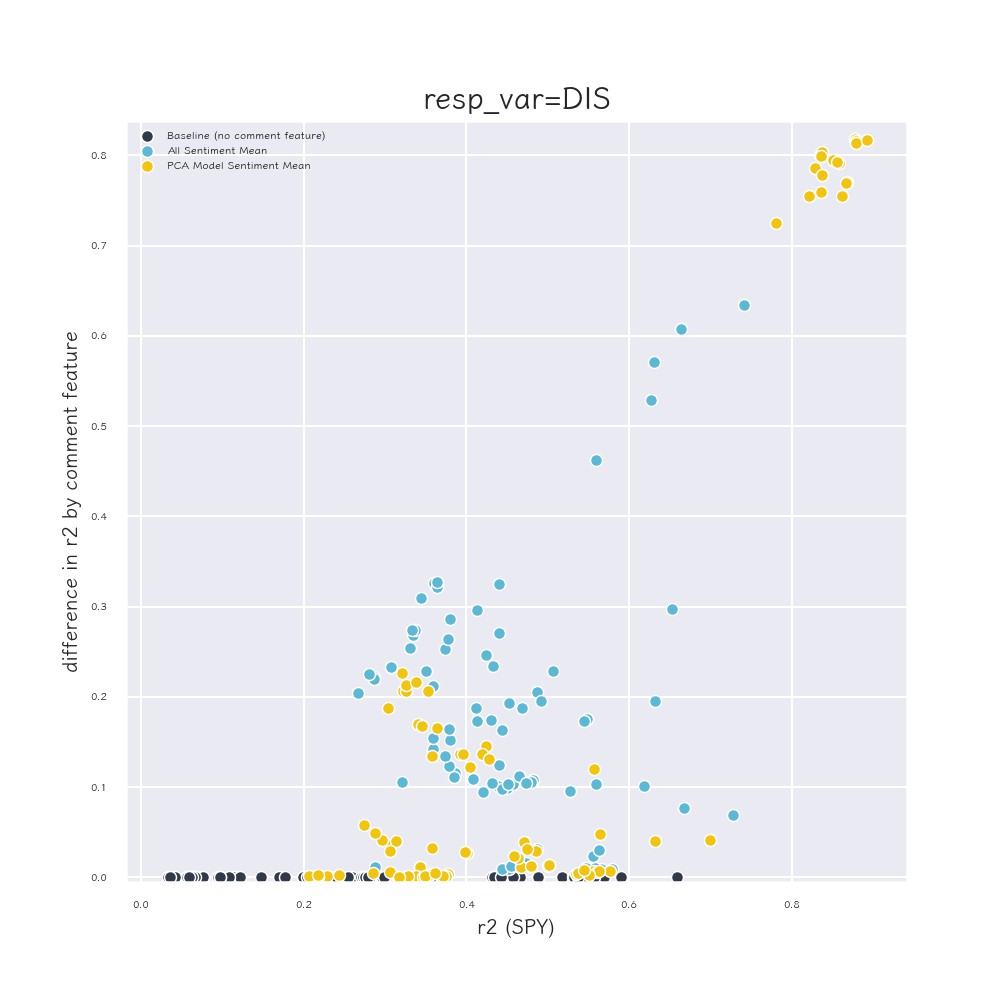 resp_var=DIS
Baseline (no comment feature)
All Sentiment Mean
PCA Model Sentiment Mean
difference in r2 by comment feature
0.8
0.7
0.6
0.5
0.4
0.3
0.2
0.1
0.0
0.0 0.2 0.4 0.6 0.8
r2 (SPY)